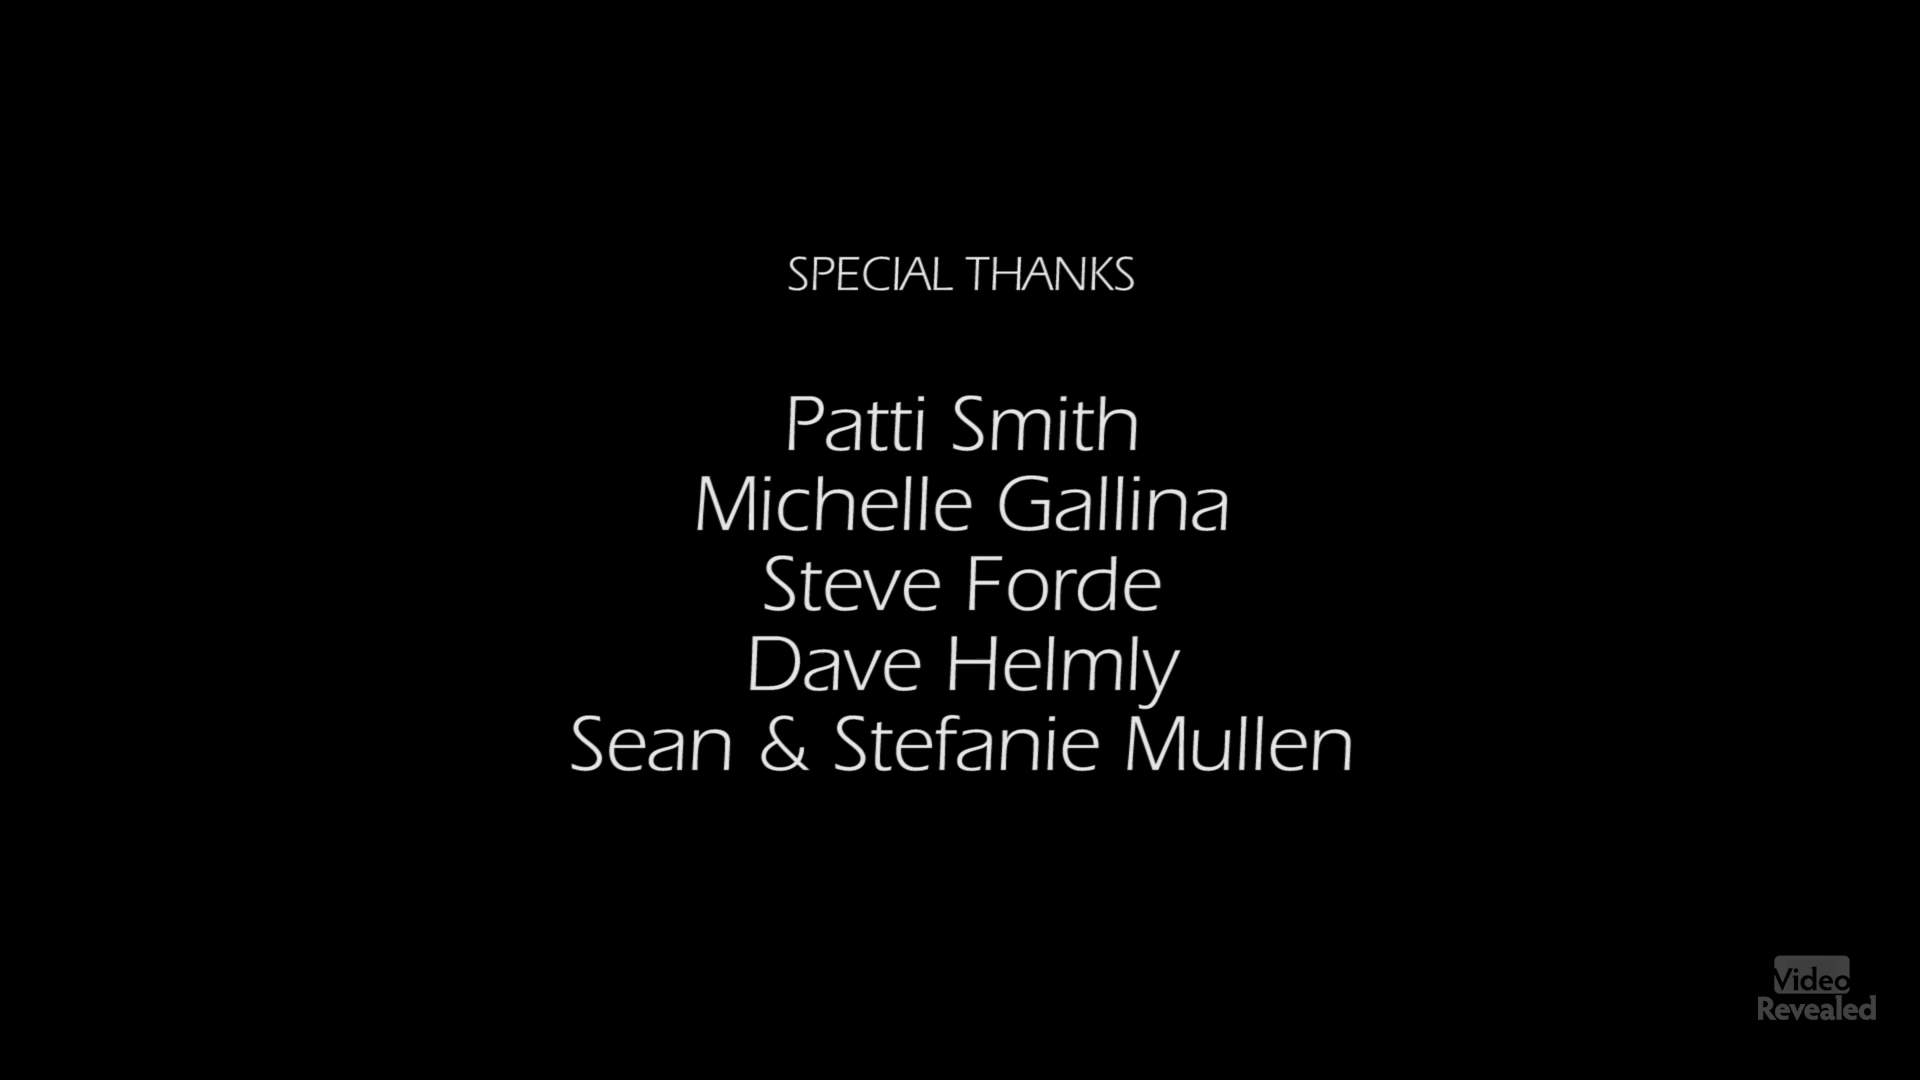 SPECIAL THANKS
Patti Smith
Michelle Gallina
Steve Forde
Dave Helmly
Sean & Stefanie Mullen
Video
Revealed